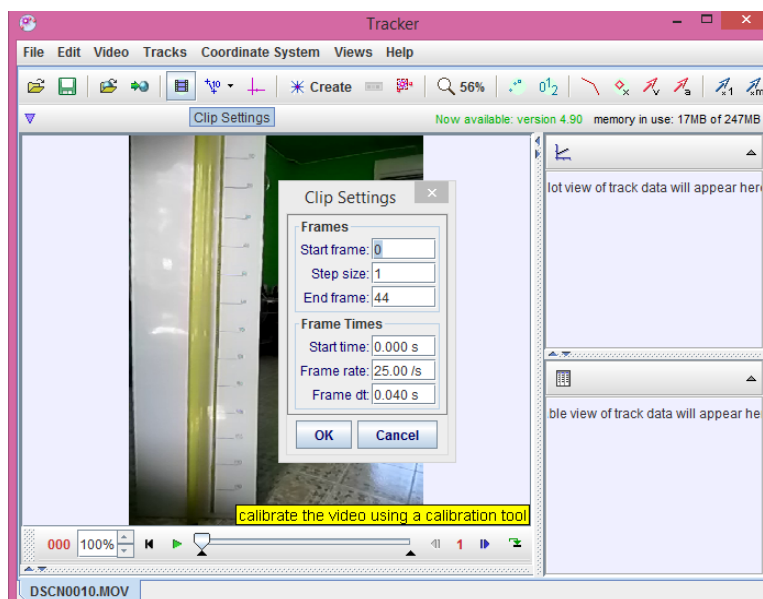 Tracker
File Edit Video Tracks Coordinate System Views Help
Create 56%
Clip Settings Now available: version 4.90 memory in use: 17MB of 247MB
Clip Settings
Frames
Start frame: 0
Step size: 1
End frame: 44
Frame Times
Start time: 0.000 s
Frame rate: 25.00 /s
Frame dt: 0.040 s
OK Cancel
lot view of track data will appear here
ble view of track data will appear he
calibrate the video using a calibration tool
000 100% 1
DSCN0010.MOV